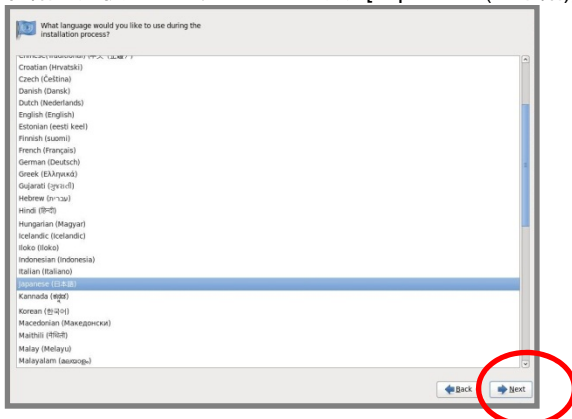 What language would you like to use during the
installation process?
Croatian (Hrvatski)
Czech (Čeština)
Danish (Dansk)
Dutch (Nederlands)
English (English)
Estonian (eesti keel)
Finnish (suomi)
French (Français)
German (Deutsch)
Greek (Ελληνικά)
Gujarati (ગુજરાતી)
Hebrew (עברית)
Hindi (हिन्दी)
Hungarian (Magyar)
Icelandic (Icelandic)
Iloko (Iloko)
Indonesian (Indonesia)
Italian (Italiano)
Japanese (日本語)
Kannada (ಕನ್ನಡ)
Korean (한국어)
Macedonian (Македонски)
Maithili (मैथिली)
Malay (Melayu)
Malayalam (മലയാളം)
Back
Next